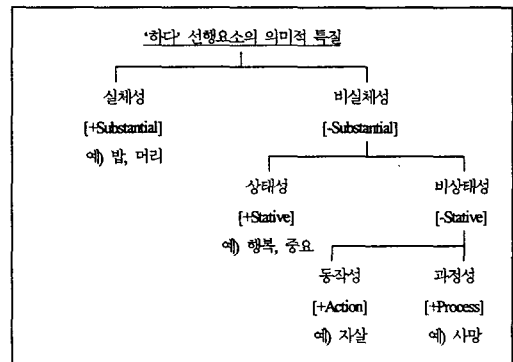 ‘하다’ 선행요소의 의미적 특질
실체성 비실체성
[+Substantial] [-Substantial]
예) 밥, 머리
상태성 비상태성
[+Stative] [-Stative]
예) 행복, 중요
동작성 과정성
[+Action] [+Process]
예) 자살 예) 사망